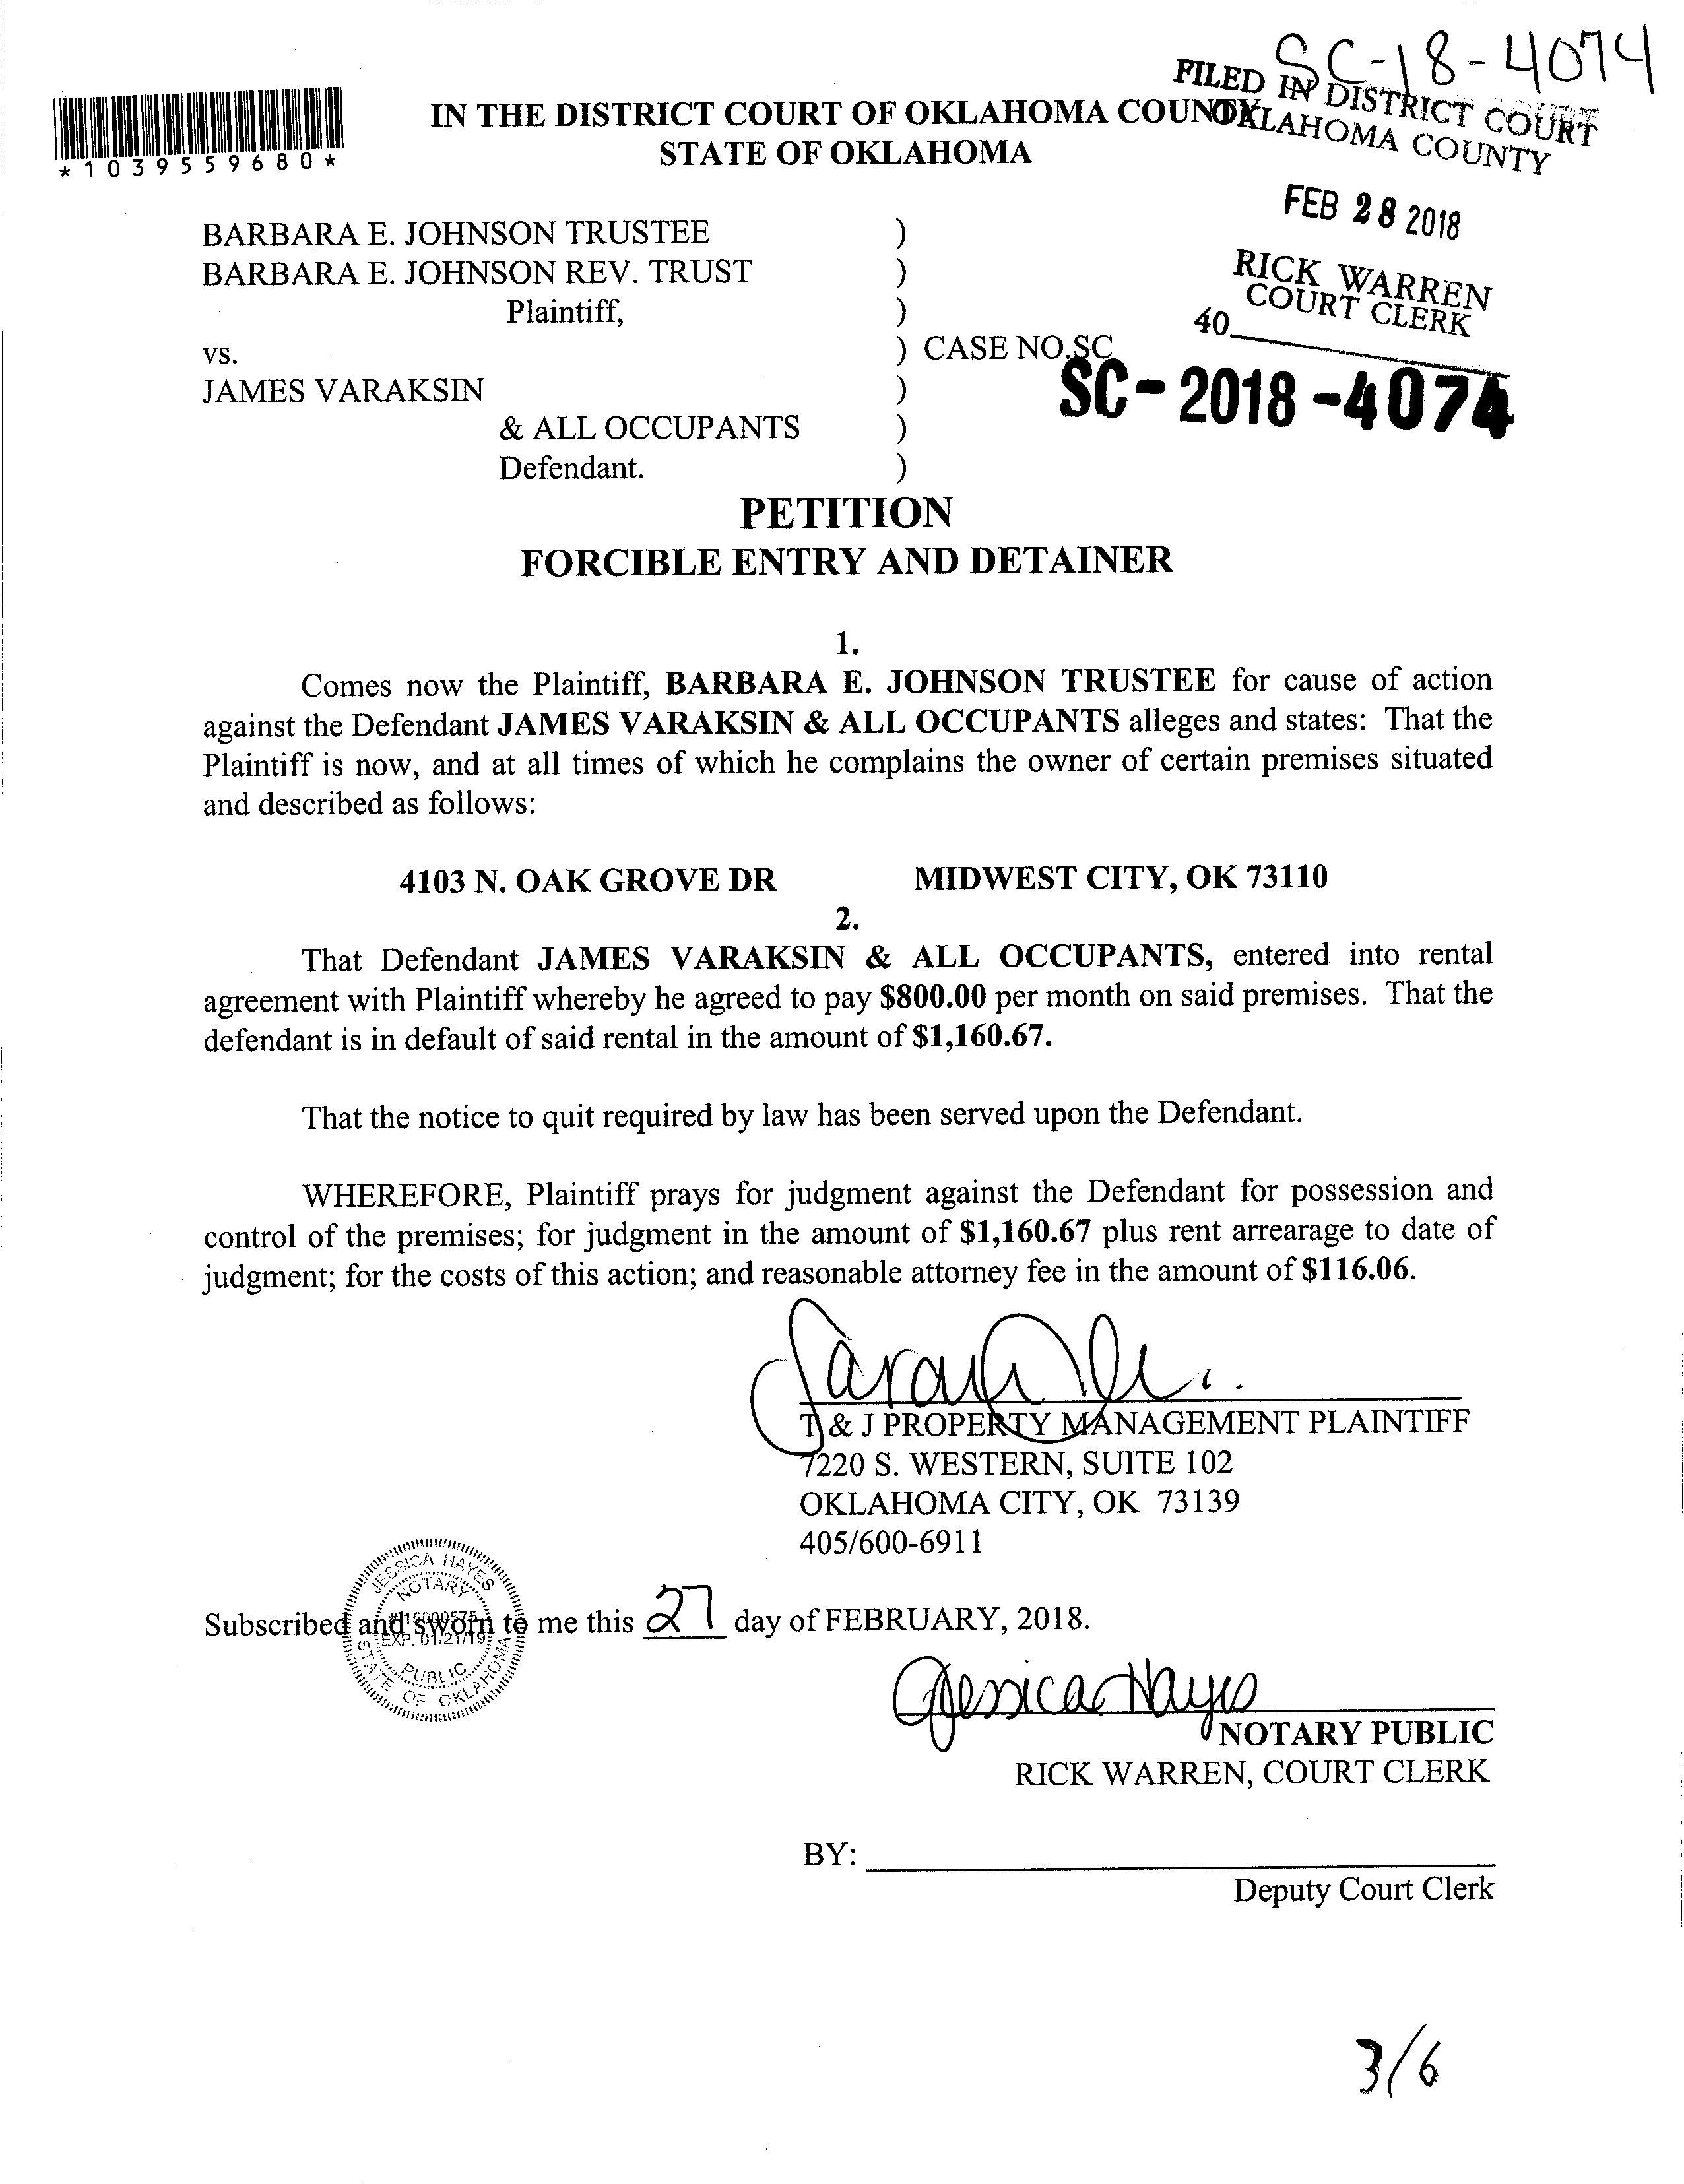 SC-18-4074
FILED IN DISTRICT COURT
OKLAHOMA COUNTY
*1039559680*
IN THE DISTRICT COURT OF OKLAHOMA COUNTY
STATE OF OKLAHOMA
FEB 28 2018
RICK WARREN
COURT CLERK
40
BARBARA E. JOHNSON TRUSTEE )
BARBARA E. JOHNSON REV. TRUST )
Plaintiff, )
vs. ) CASE NO.SC
SC-2018-4074
JAMES VARAKSIN )
& ALL OCCUPANTS )
Defendant. )
PETITION
FORCIBLE ENTRY AND DETAINER
1.
Comes now the Plaintiff, BARBARA E. JOHNSON TRUSTEE for cause of action
against the Defendant JAMES VARAKSIN & ALL OCCUPANTS alleges and states: That the
Plaintiff is now, and at all times of which he complains the owner of certain premises situated
and described as follows:
4103 N. OAK GROVE DR MIDWEST CITY, OK 73110
2.
That Defendant JAMES VARAKSIN & ALL OCCUPANTS, entered into rental
agreement with Plaintiff whereby he agreed to pay $800.00 per month on said premises. That the
defendant is in default of said rental in the amount of $1,160.67.
That the notice to quit required by law has been served upon the Defendant.
WHEREFORE, Plaintiff prays for judgment against the Defendant for possession and
control of the premises; for judgment in the amount of $1,160.67 plus rent arrearage to date of
judgment; for the costs of this action; and reasonable attorney fee in the amount of $116.06.
Sarah
T & J PROPERTY MANAGEMENT PLAINTIFF
7220 S. WESTERN, SUITE 102
OKLAHOMA CITY, OK 73139
405/600-6911
JESSICA HAYES
NOTARY
EXP. 01/21/19
PUBLIC
STATE OF OKLAHOMA
Subscribed and sworn to me this 27 day of FEBRUARY, 2018.
Jessica Hayes
NOTARY PUBLIC
RICK WARREN, COURT CLERK
BY:
Deputy Court Clerk
3/6